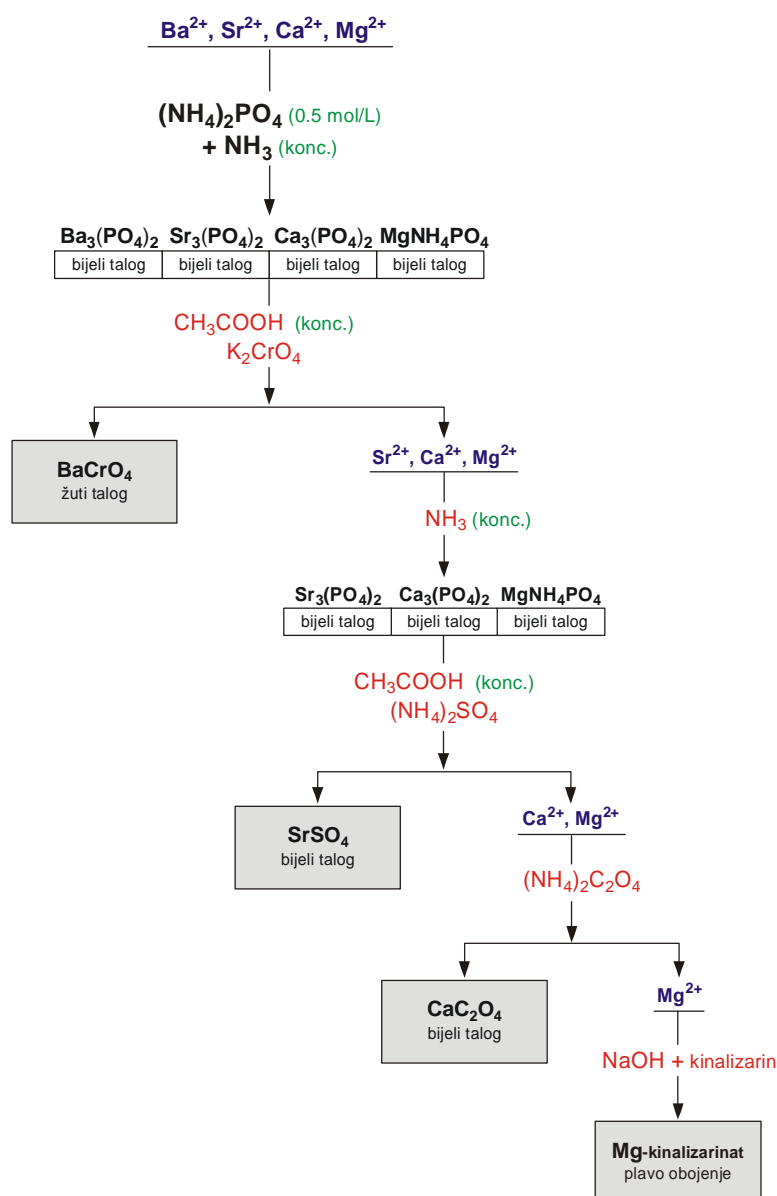 Ba²⁺, Sr²⁺, Ca²⁺, Mg²⁺
(NH₄)₂PO₄ (0.5 mol/L)
+ NH₃ (konc.)
Ba₃(PO₄)₂ Sr₃(PO₄)₂ Ca₃(PO₄)₂ MgNH₄PO₄
bijeli talog bijeli talog bijeli talog bijeli talog
CH₃COOH (konc.)
K₂CrO₄
BaCrO₄
žuti talog
Sr²⁺, Ca²⁺, Mg²⁺
NH₃ (konc.)
Sr₃(PO₄)₂ Ca₃(PO₄)₂ MgNH₄PO₄
bijeli talog bijeli talog bijeli talog
CH₃COOH (konc.)
(NH₄)₂SO₄
SrSO₄
bijeli talog
Ca²⁺, Mg²⁺
(NH₄)₂C₂O₄
CaC₂O₄
bijeli talog
Mg²⁺
NaOH + kinalizarin
Mg-kinalizarinat
plavo obojenje